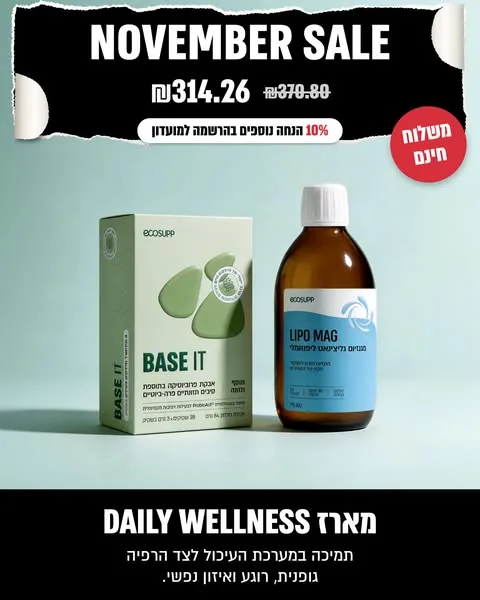 NOVEMBER SALE
₪314.26 ₪370.80
10% הנחה נוספים בהרשמה למועדון
משלוח
חינם
ecosupp
BASE IT
אבקת פרוביוטיקה בתוספת
סיבים תזונתיים פרה-ביוטיים
תוסף
תזונה
ecosupp
LIPO MAG
מגנזיום גליצינאט ליפוזומלי
מארז DAILY WELLNESS
תמיכה במערכת העיכול לצד הרפיה
גופנית, רוגע ואיזון נפשי.